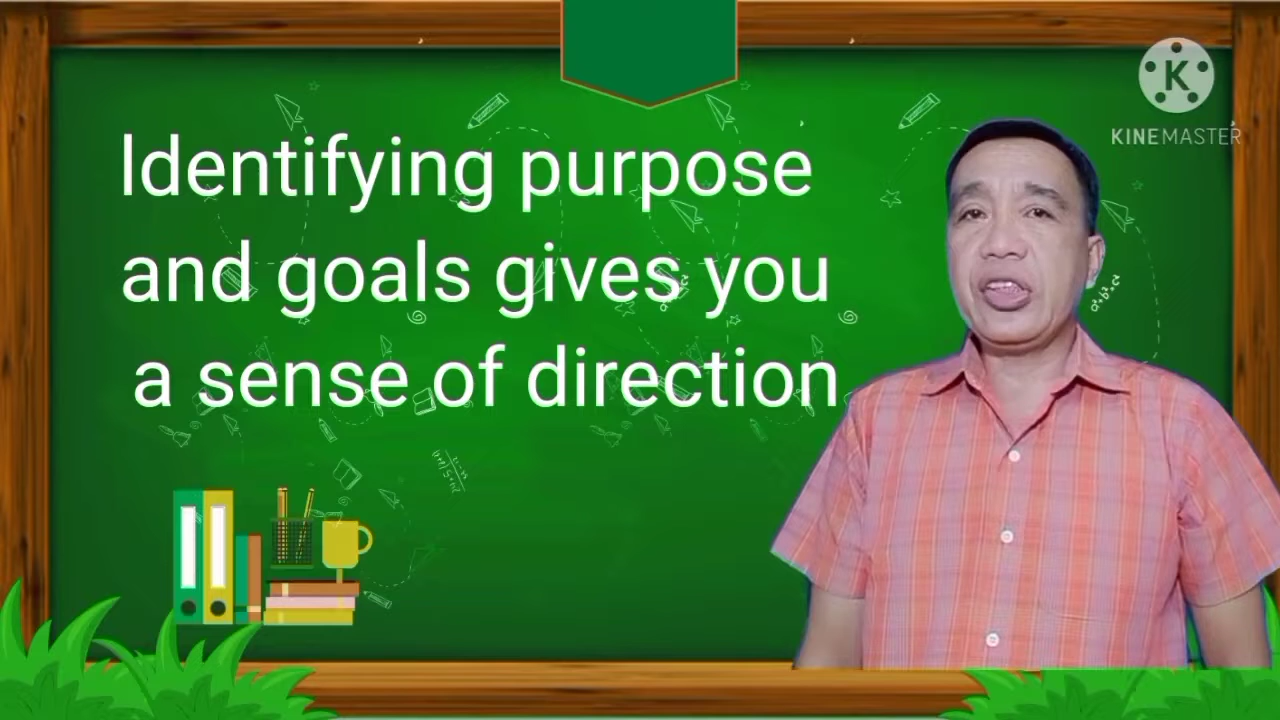 Identifying purpose
and goals gives you
a sense of direction
K
KINEMASTER